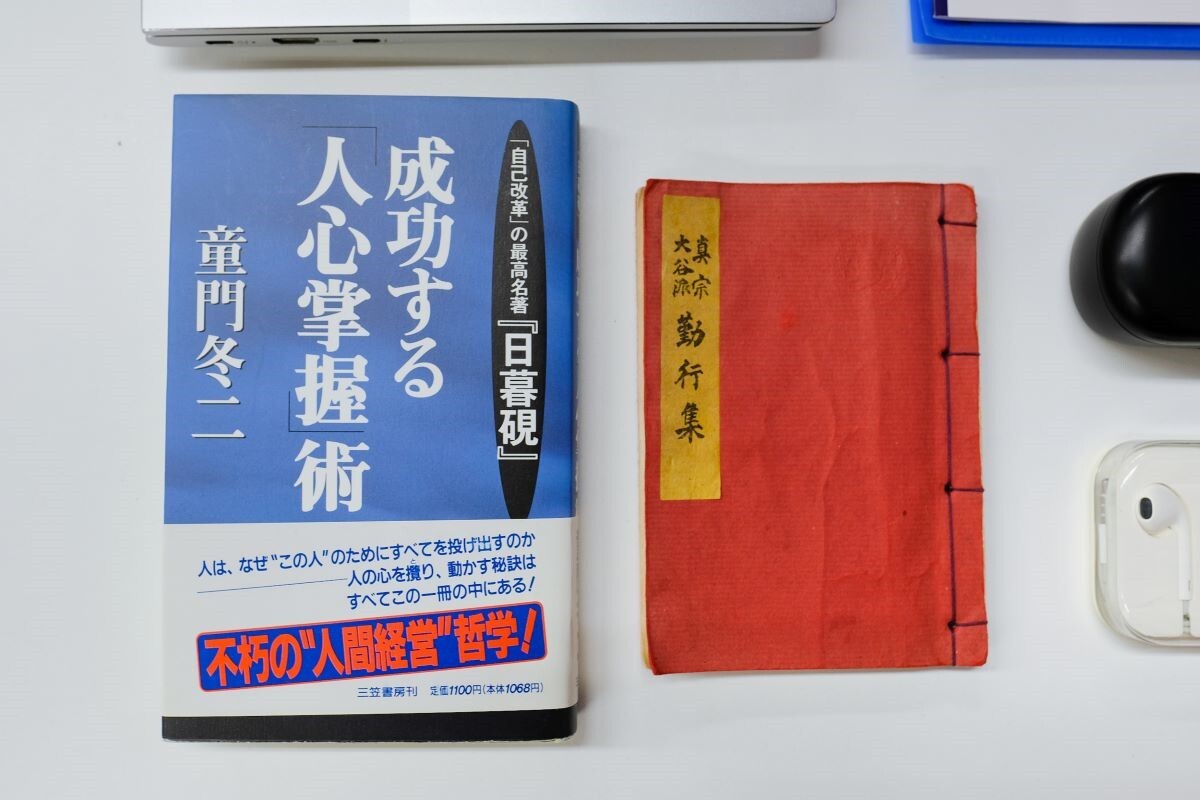 「自己改革」の最高名著『日暮硯』
成功する
「人心掌握」術
童門冬二
人は、なぜ“この人”のためにすべてを投げ出すのか
人の心を攬り、動かす秘訣は
と
すべてこの一冊の中にある!
不朽の“人間経営”哲学!
三笠書房刊 定価1100円(本体1068円)
真宗
大谷派
勤行集